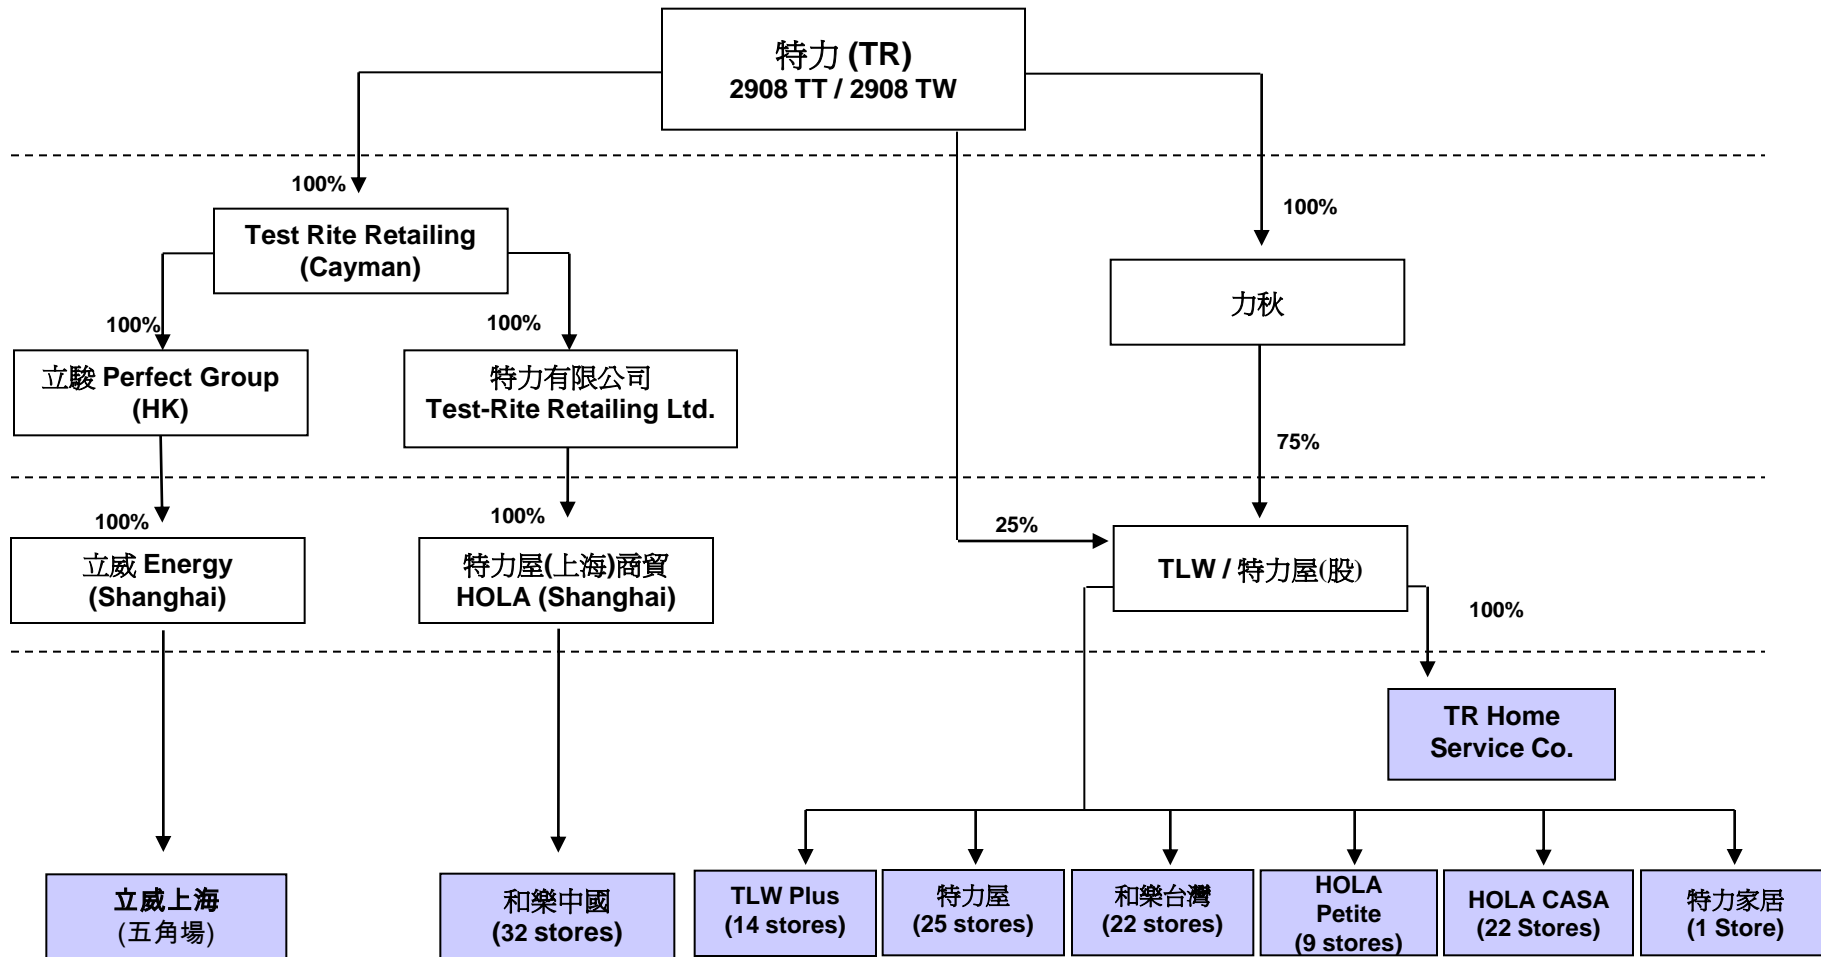 特力 (TR)
2908 TT / 2908 TW
100%
100%
Test Rite Retailing
(Cayman)
力秋
100%
100%
立駿 Perfect Group
(HK)
特力有限公司
Test-Rite Retailing Ltd.
75%
100%
100%
25%
立威 Energy
(Shanghai)
特力屋(上海)商貿
HOLA (Shanghai)
TLW / 特力屋(股)
100%
TR Home
Service Co.
立威上海
(五角場)
和樂中國
(32 stores)
TLW Plus
(14 stores)
特力屋
(25 stores)
和樂台灣
(22 stores)
HOLA
Petite
(9 stores)
HOLA CASA
(22 Stores)
特力家居
(1 Store)